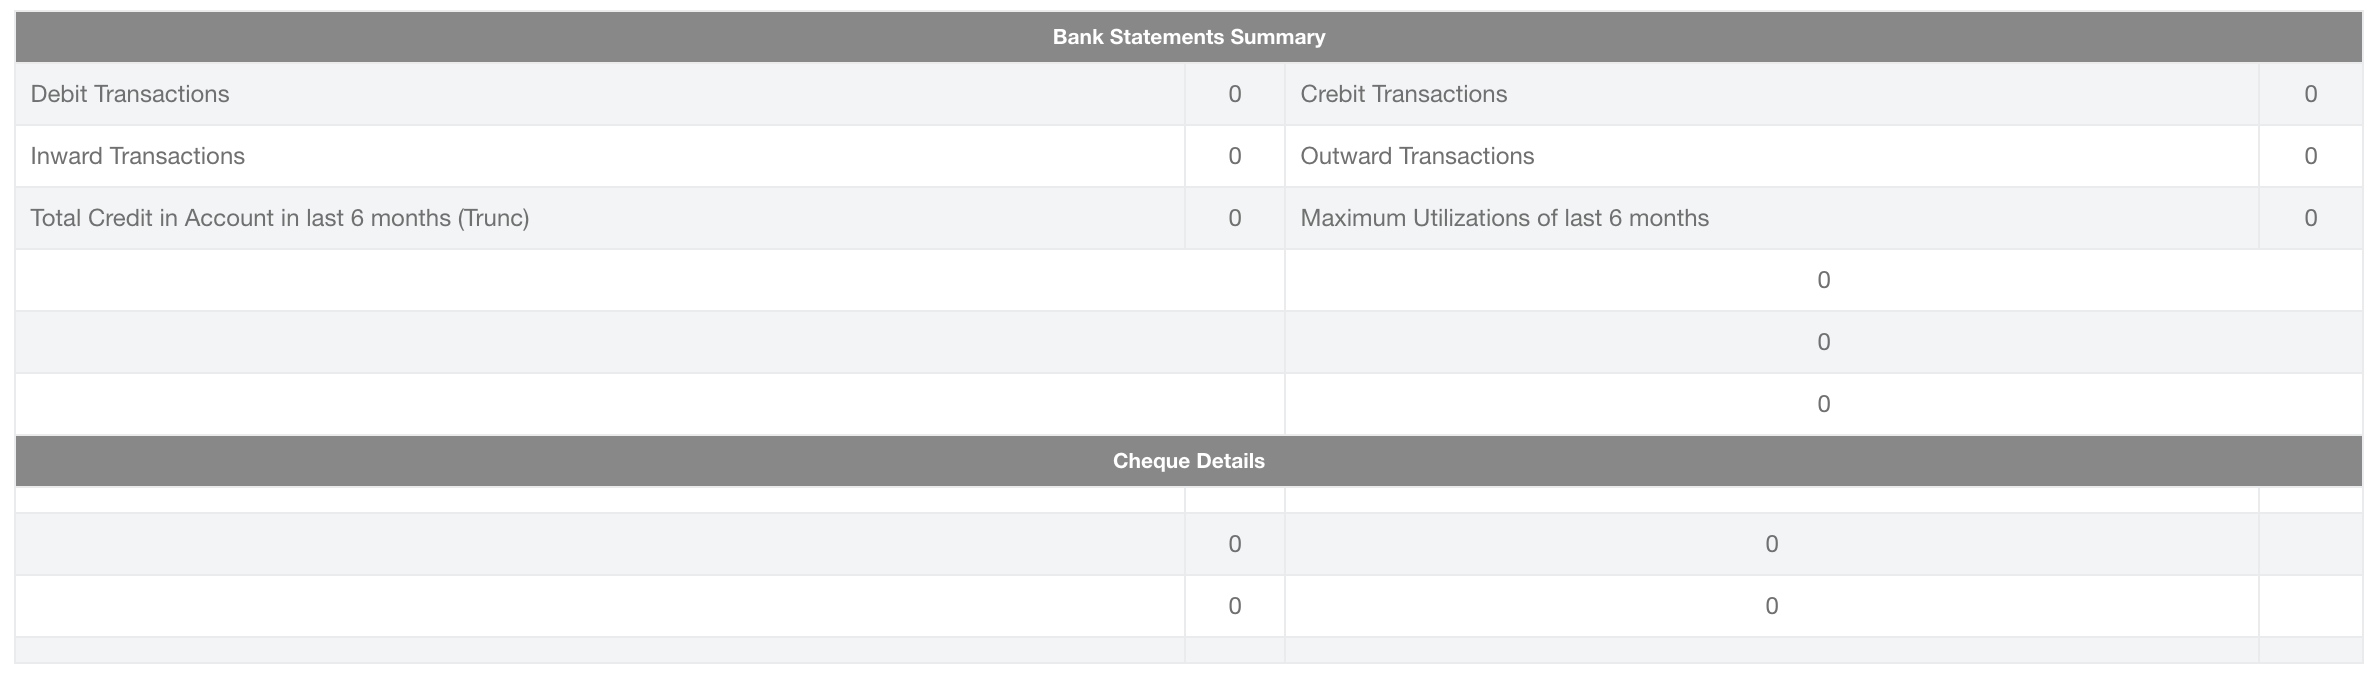 Bank Statements Summary
Debit Transactions 0 Crebit Transactions 0
Inward Transactions 0 Outward Transactions 0
Total Credit in Account in last 6 months (Trunc) 0 Maximum Utilizations of last 6 months 0
0
0
0
Cheque Details
0 0
0 0